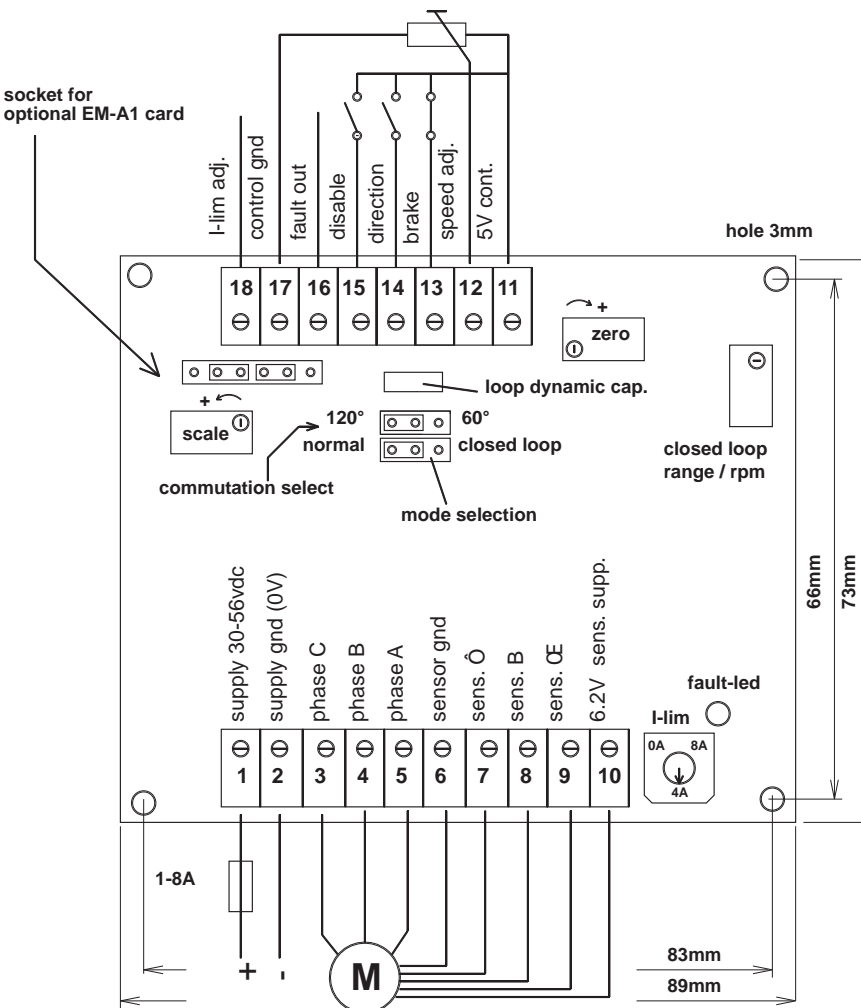 socket for
optional EM-A1 card
I-lim adj.
control gnd
fault out
disable
direction
brake
speed adj.
5V cont.
hole 3mm
18 17 16 15 14 13 12 11
+
zero
loop dynamic cap.
+
scale
120° 60°
normal closed loop
commutation select
mode selection
closed loop
range / rpm
66mm
73mm
supply 30-56vdc
supply gnd (0V)
phase C
phase B
phase A
sensor gnd
sens. Ô
sens. B
sens. Œ
6.2V sens. supp.
fault-led
I-lim
0A 8A
4A
1 2 3 4 5 6 7 8 9 10
1-8A
+ -
M
83mm
89mm